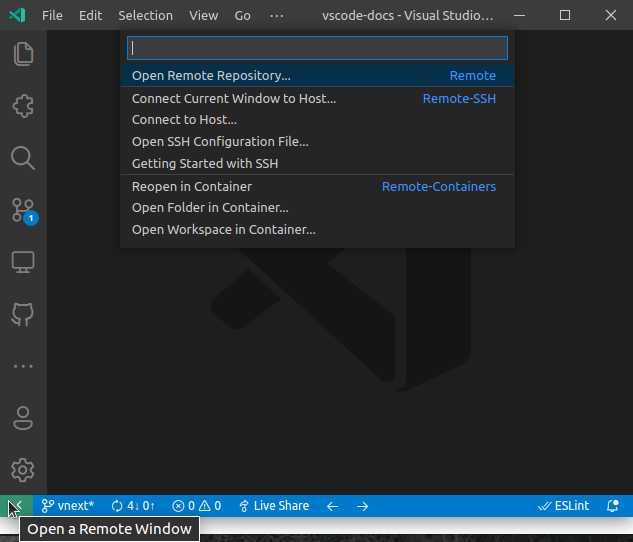 File Edit Selection View Go ··· vscode-docs - Visual Studio...
Open Remote Repository... Remote
Connect Current Window to Host... Remote-SSH
Connect to Host...
Open SSH Configuration File...
Getting Started with SSH
Reopen in Container Remote-Containers
Open Folder in Container...
Open Workspace in Container...
1
vnext* 4↓ 0↑ 0 0 Live Share ← → ESLint
Open a Remote Window